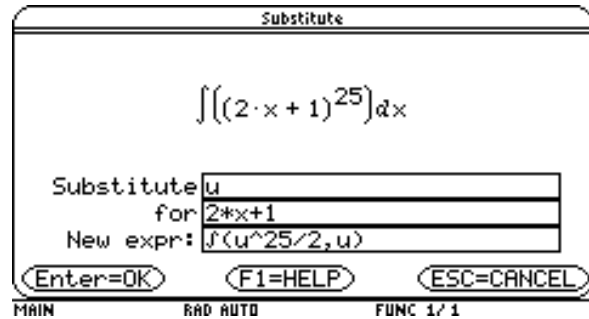 Substitute
∫((2·x + 1)^25)dx
Substitute u
for 2*x+1
New expr: ∫(u^25/2,u)
Enter=OK F1=HELP ESC=CANCEL
MAIN RAD AUTO FUNC 1/1